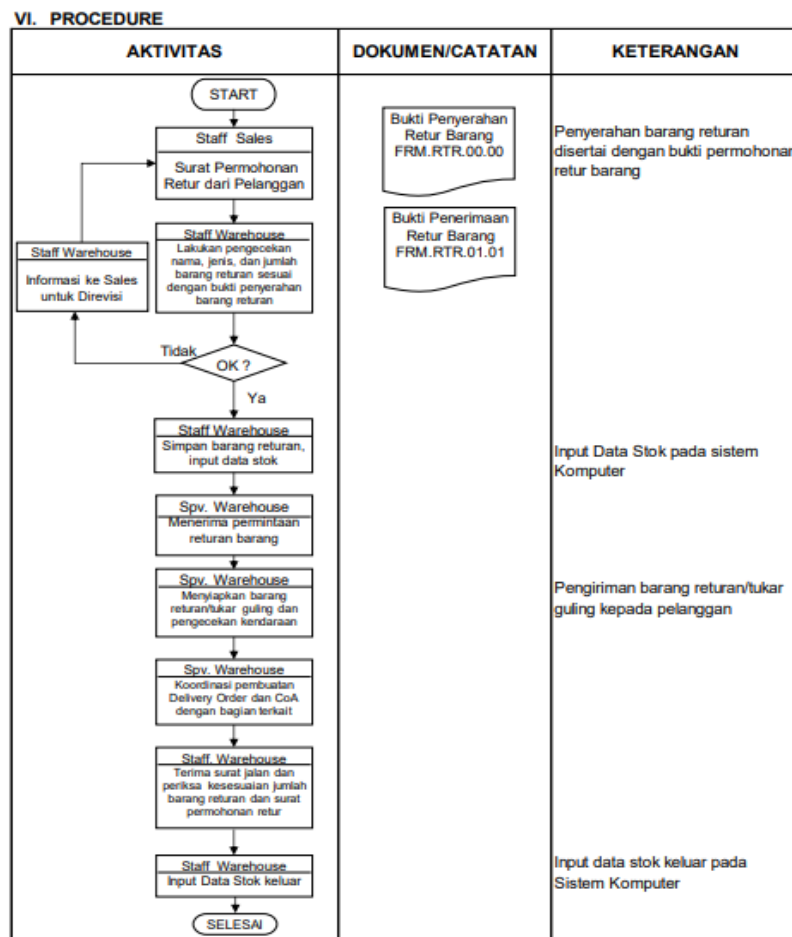 VI. PROCEDURE
AKTIVITAS
DOKUMEN/CATATAN
KETERANGAN
START
Staff Sales
Surat Permohonan
Retur dari Pelanggan
Bukti Penyerahan
Retur Barang
FRM.RTR.00.00
Penyerahan barang returan
disertai dengan bukti permohonan
retur barang
Staff Warehouse
Lakukan pengecekan
nama, jenis, dan jumlah
barang returan sesuai
dengan bukti penyerahan
barang returan
Bukti Penerimaan
Retur Barang
FRM.RTR.01.01
Staff Warehouse
Informasi ke Sales
untuk Direvisi
Tidak
OK ?
Ya
Staff Warehouse
Simpan barang returan,
input data stok
Input Data Stok pada sistem
Komputer
Spv. Warehouse
Menerima permintaan
returan barang
Spv. Warehouse
Menyiapkan barang
returan/tukar guling dan
pengecekan kendaraan
Pengiriman barang returan/tukar
guling kepada pelanggan
Spv. Warehouse
Koordinasi pembuatan
Delivery Order dan CoA
dengan bagian terkait
Staff. Warehouse
Terima surat jalan dan
periksa kesesuaian jumlah
barang returan dan surat
permohonan retur
Staff Warehouse
Input Data Stok keluar
Input data stok keluar pada
Sistem Komputer
SELESAI